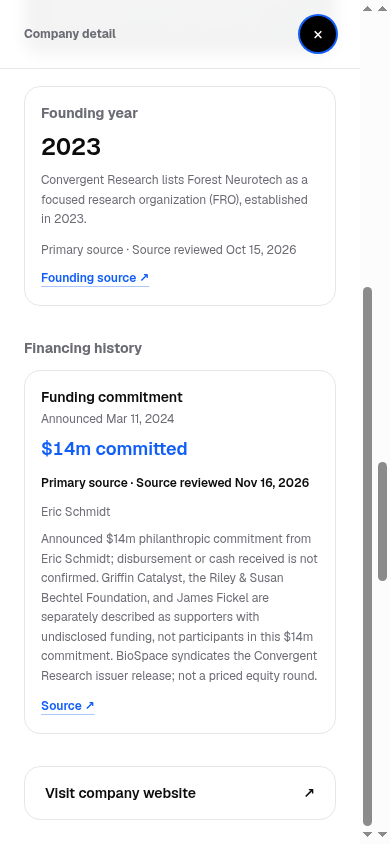 Company detail
×
Founding year
2023
Convergent Research lists Forest Neurotech as a
focused research organization (FRO), established
in 2023.
Primary source · Source reviewed Oct 15, 2026
Founding source ↗
Financing history
Funding commitment
Announced Mar 11, 2024
$14m committed
Primary source · Source reviewed Nov 16, 2026
Eric Schmidt
Announced $14m philanthropic commitment from
Eric Schmidt; disbursement or cash received is not
confirmed. Griffin Catalyst, the Riley & Susan
Bechtel Foundation, and James Fickel are
separately described as supporters with
undisclosed funding, not participants in this $14m
commitment. BioSpace syndicates the Convergent
Research issuer release; not a priced equity round.
Source ↗
Visit company website ↗